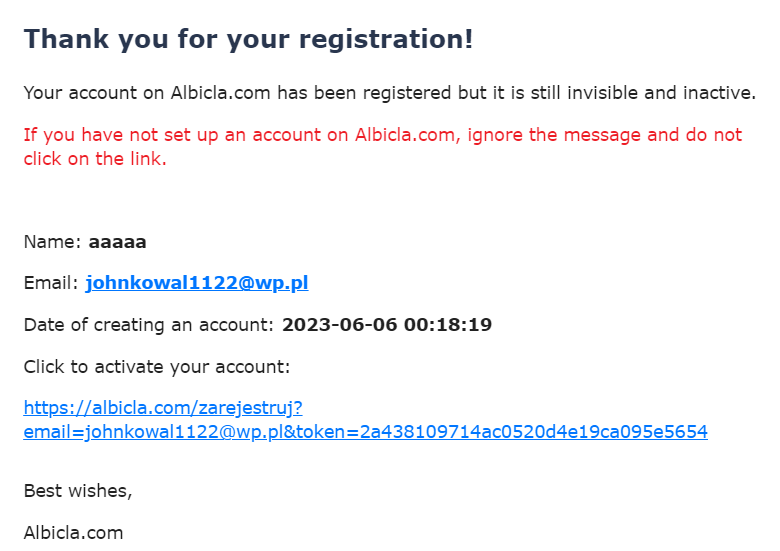 Thank you for your registration!
Your account on Albicla.com has been registered but it is still invisible and inactive.
If you have not set up an account on Albicla.com, ignore the message and do not
click on the link.
Name: aaaaa
Email: johnkowal1122@wp.pl
Date of creating an account: 2023-06-06 00:18:19
Click to activate your account:
https://albicla.com/zarejestruj?
email=johnkowal1122@wp.pl&token=2a438109714ac0520d4e19ca095e5654
Best wishes,
Albicla.com